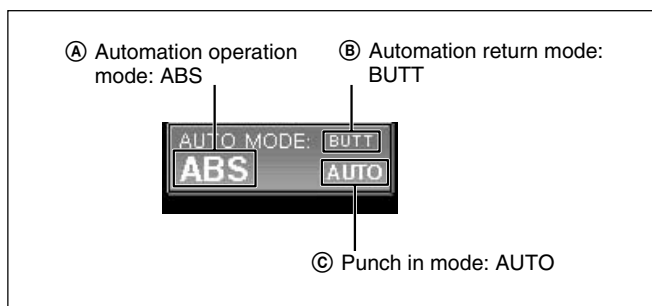 Ⓐ Automation operation
mode: ABS
Ⓑ Automation return mode:
BUTT
AUTO MODE: BUTT
ABS AUTO
Ⓒ Punch in mode: AUTO